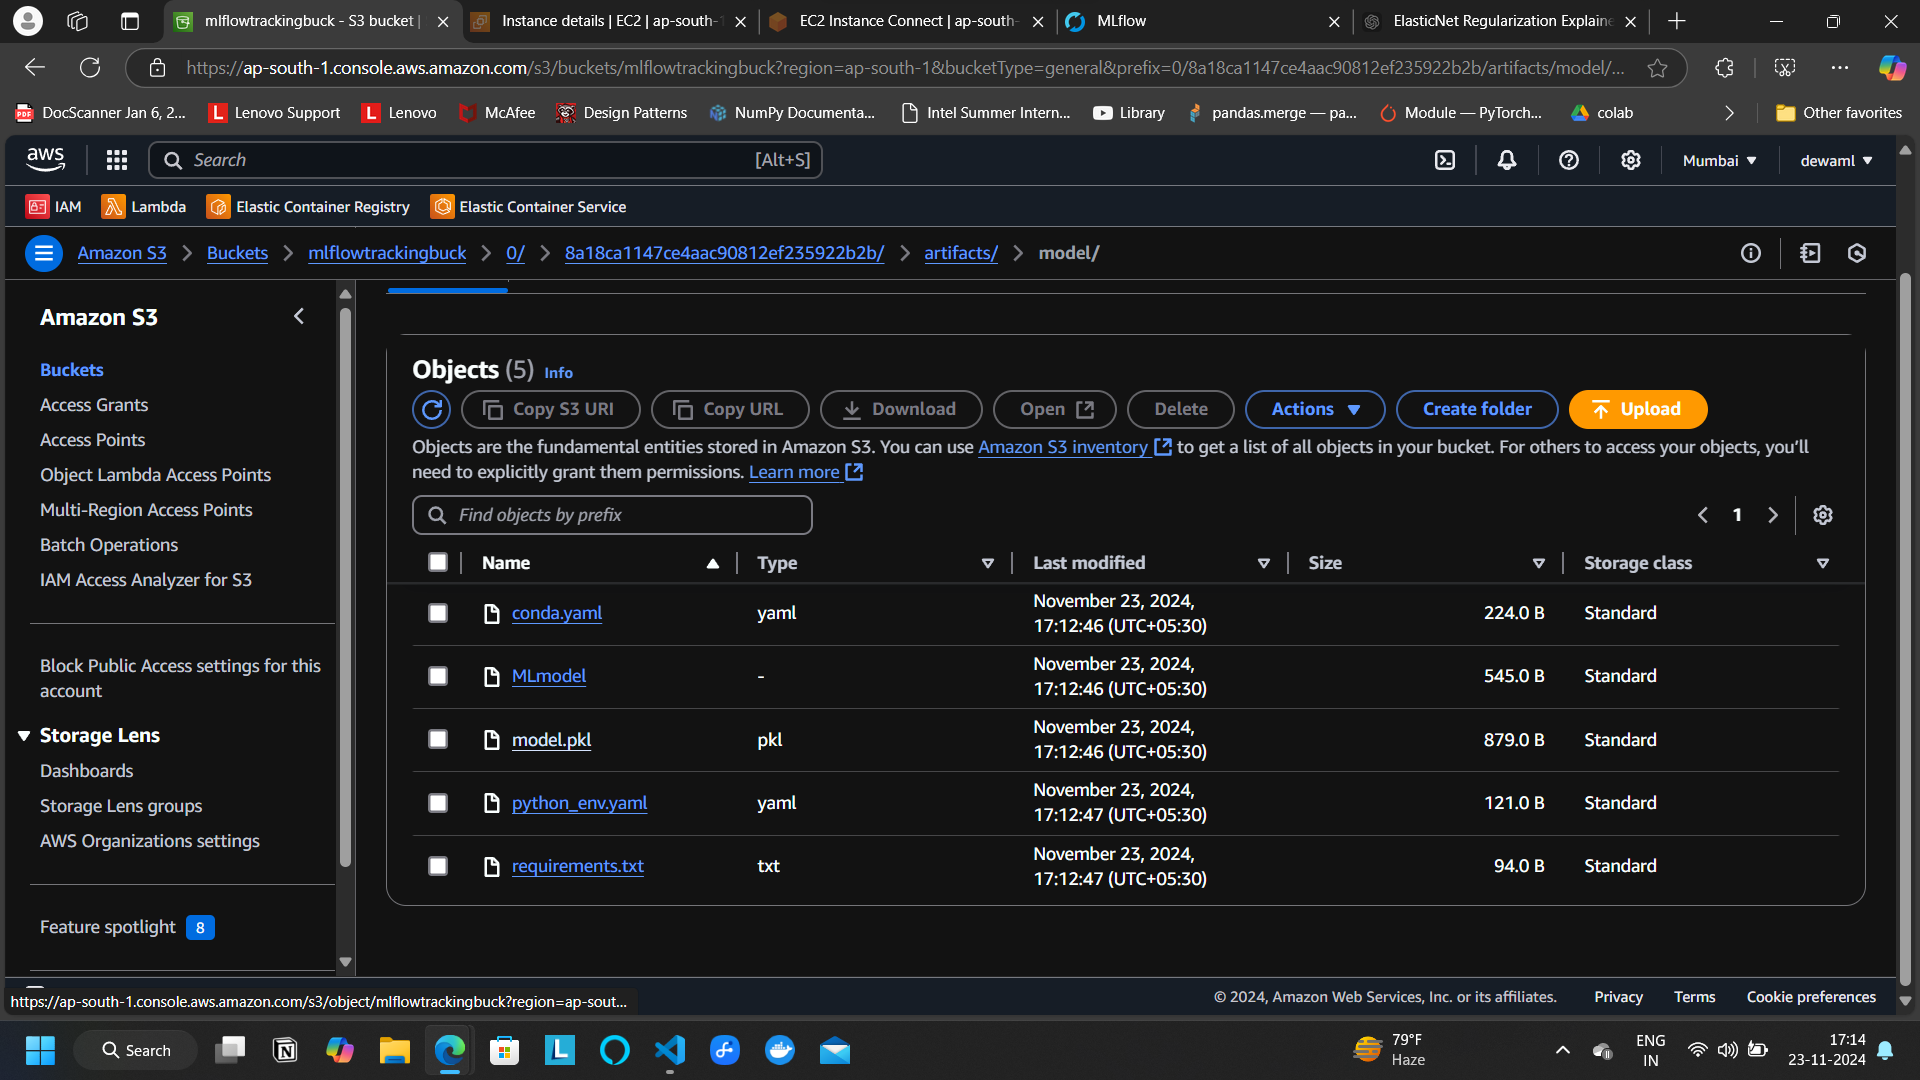 mlflowtrackingbuck - S3 bucket |
Instance details | EC2 | ap-south-1
EC2 Instance Connect | ap-south-
MLflow
ElasticNet Regularization Explaine
https://ap-south-1.console.aws.amazon.com/s3/buckets/mlflowtrackingbuck?region=ap-south-1&bucketType=general&prefix=0/8a18ca1147ce4aac90812ef235922b2b/artifacts/model/...
DocScanner Jan 6, 2...
Lenovo Support
Lenovo
McAfee
Design Patterns
NumPy Documenta...
Intel Summer Intern...
Library
pandas.merge — pa...
Module — PyTorch...
colab
Other favorites
aws
Search
[Alt+S]
Mumbai
dewaml
IAM
Lambda
Elastic Container Registry
Elastic Container Service
Amazon S3
Buckets
mlflowtrackingbuck
0/
8a18ca1147ce4aac90812ef235922b2b/
artifacts/
model/
Amazon S3
Buckets
Access Grants
Access Points
Object Lambda Access Points
Multi-Region Access Points
Batch Operations
IAM Access Analyzer for S3
Block Public Access settings for this
account
Storage Lens
Dashboards
Storage Lens groups
AWS Organizations settings
Feature spotlight 8
Objects (5) Info
Copy S3 URI
Copy URL
Download
Open
Delete
Actions
Create folder
Upload
Objects are the fundamental entities stored in Amazon S3. You can use Amazon S3 inventory to get a list of all objects in your bucket. For others to access your objects, you'll
need to explicitly grant them permissions. Learn more
Find objects by prefix
1
Name Type Last modified Size Storage class
conda.yaml yaml November 23, 2024, 17:12:46 (UTC+05:30) 224.0 B Standard
MLmodel - November 23, 2024, 17:12:46 (UTC+05:30) 545.0 B Standard
model.pkl pkl November 23, 2024, 17:12:46 (UTC+05:30) 879.0 B Standard
python_env.yaml yaml November 23, 2024, 17:12:47 (UTC+05:30) 121.0 B Standard
requirements.txt txt November 23, 2024, 17:12:47 (UTC+05:30) 94.0 B Standard
https://ap-south-1.console.aws.amazon.com/s3/object/mlflowtrackingbuck?region=ap-sout...
© 2024, Amazon Web Services, Inc. or its affiliates.
Privacy
Terms
Cookie preferences
Search
79°F
Haze
ENG
IN
17:14
23-11-2024